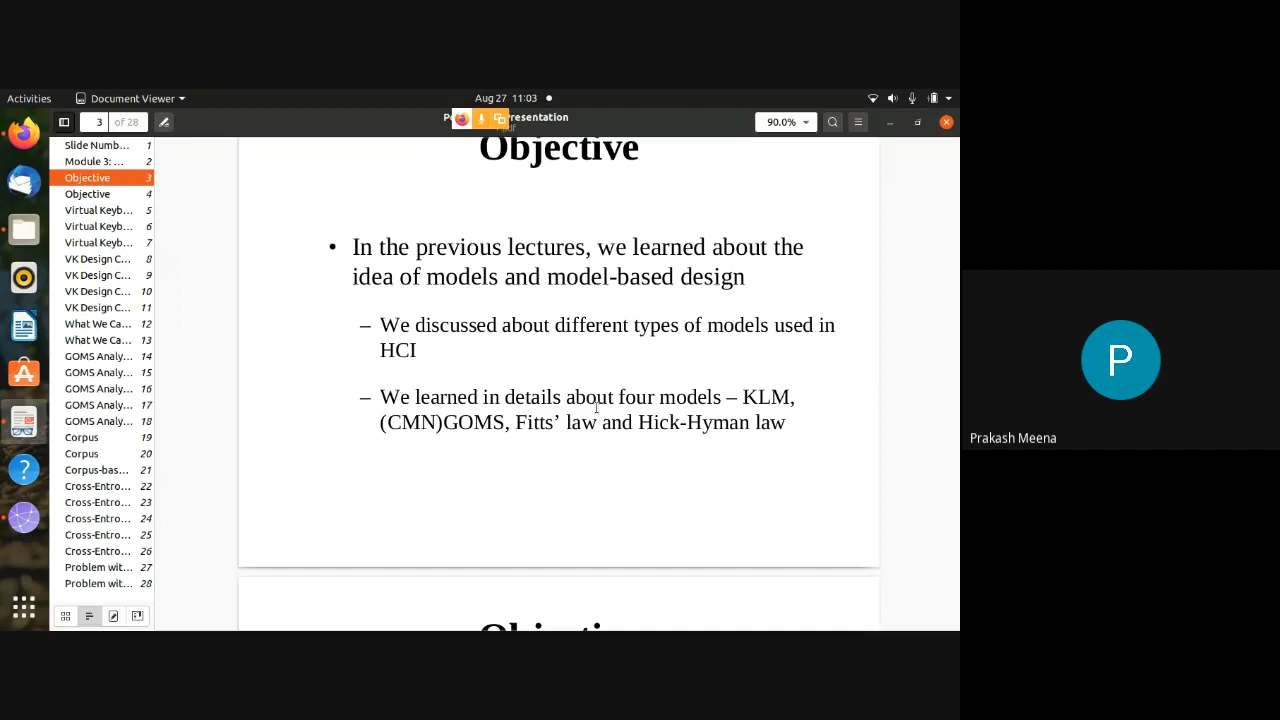 Activities
Document Viewer
Aug 27 11:03
3
of 28
Presentation
90.0%
Objective
Slide Numb... 1
Module 3: ... 2
Objective 3
Objective 4
Virtual Keyb... 5
Virtual Keyb... 6
Virtual Keyb... 7
VK Design C... 8
VK Design C... 9
VK Design C... 10
VK Design C... 11
What We Ca... 12
What We Ca... 13
GOMS Analy... 14
GOMS Analy... 15
GOMS Analy... 16
GOMS Analy... 17
GOMS Analy... 18
Corpus 19
Corpus 20
Corpus-bas... 21
Cross-Entro... 22
Cross-Entro... 23
Cross-Entro... 24
Cross-Entro... 25
Cross-Entro... 26
Problem wit... 27
Problem wit... 28
• In the previous lectures, we learned about the
idea of models and model-based design
– We discussed about different types of models used in
HCI
– We learned in details about four models – KLM,
(CMN)GOMS, Fitts’ law and Hick-Hyman law
P
Prakash Meena